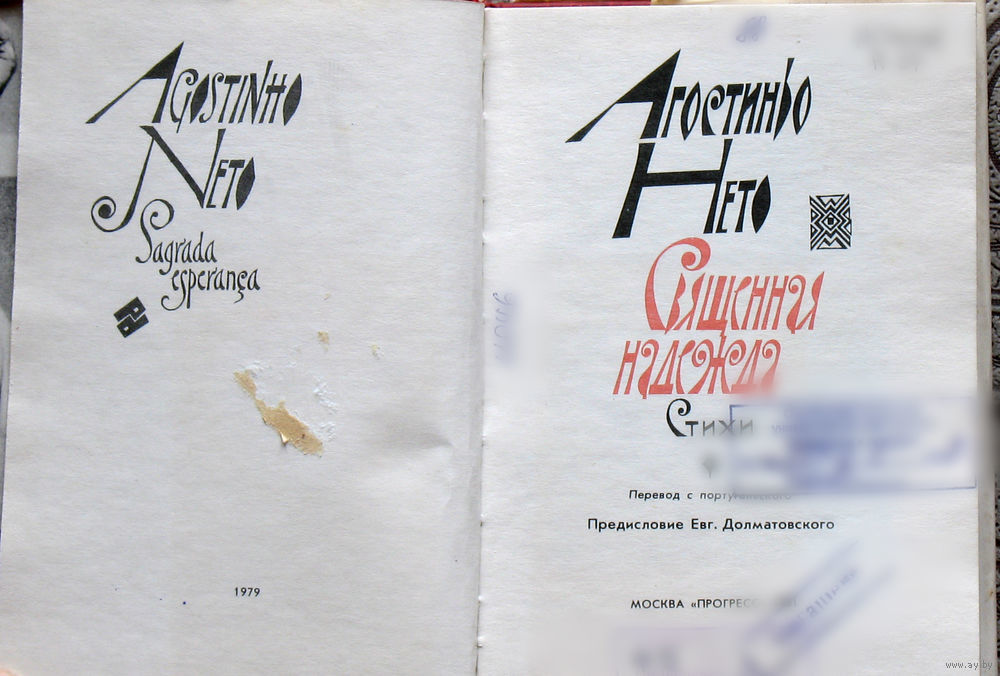 AGOSTINHO
NETO
Sagrada
esperança
1979
АГОСТИНЬО
НЕТО
СВЯЩЕННАЯ
НАДЕЖДА
СТИХИ
Перевод с португальского
Предисловие Евг. Долматовского
МОСКВА «ПРОГРЕСС
www.ay.by